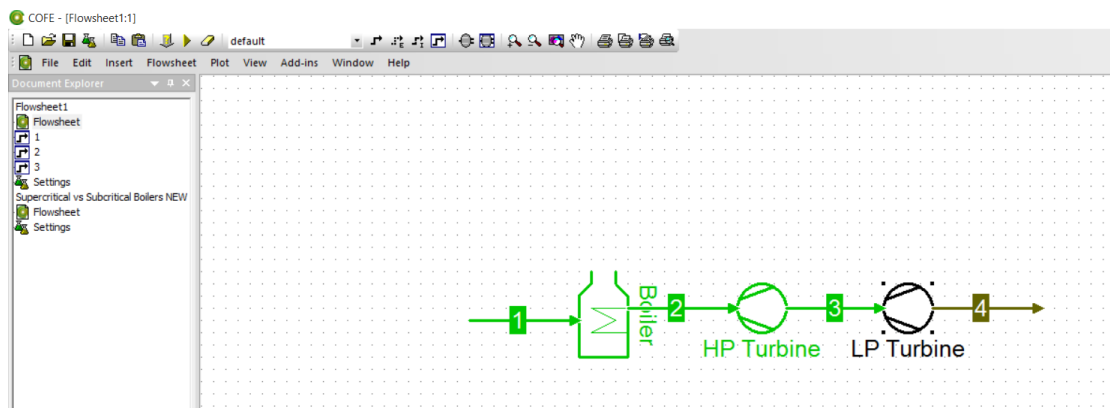 COFE - [Flowsheet1:1]
default
File Edit Insert Flowsheet Plot View Add-ins Window Help
Document Explorer
Flowsheet1
Flowsheet
1
2
3
Settings
Supercritical vs Subcritical Boilers NEW
Flowsheet
Settings
1
Boiler
2
HP Turbine
3
LP Turbine
4